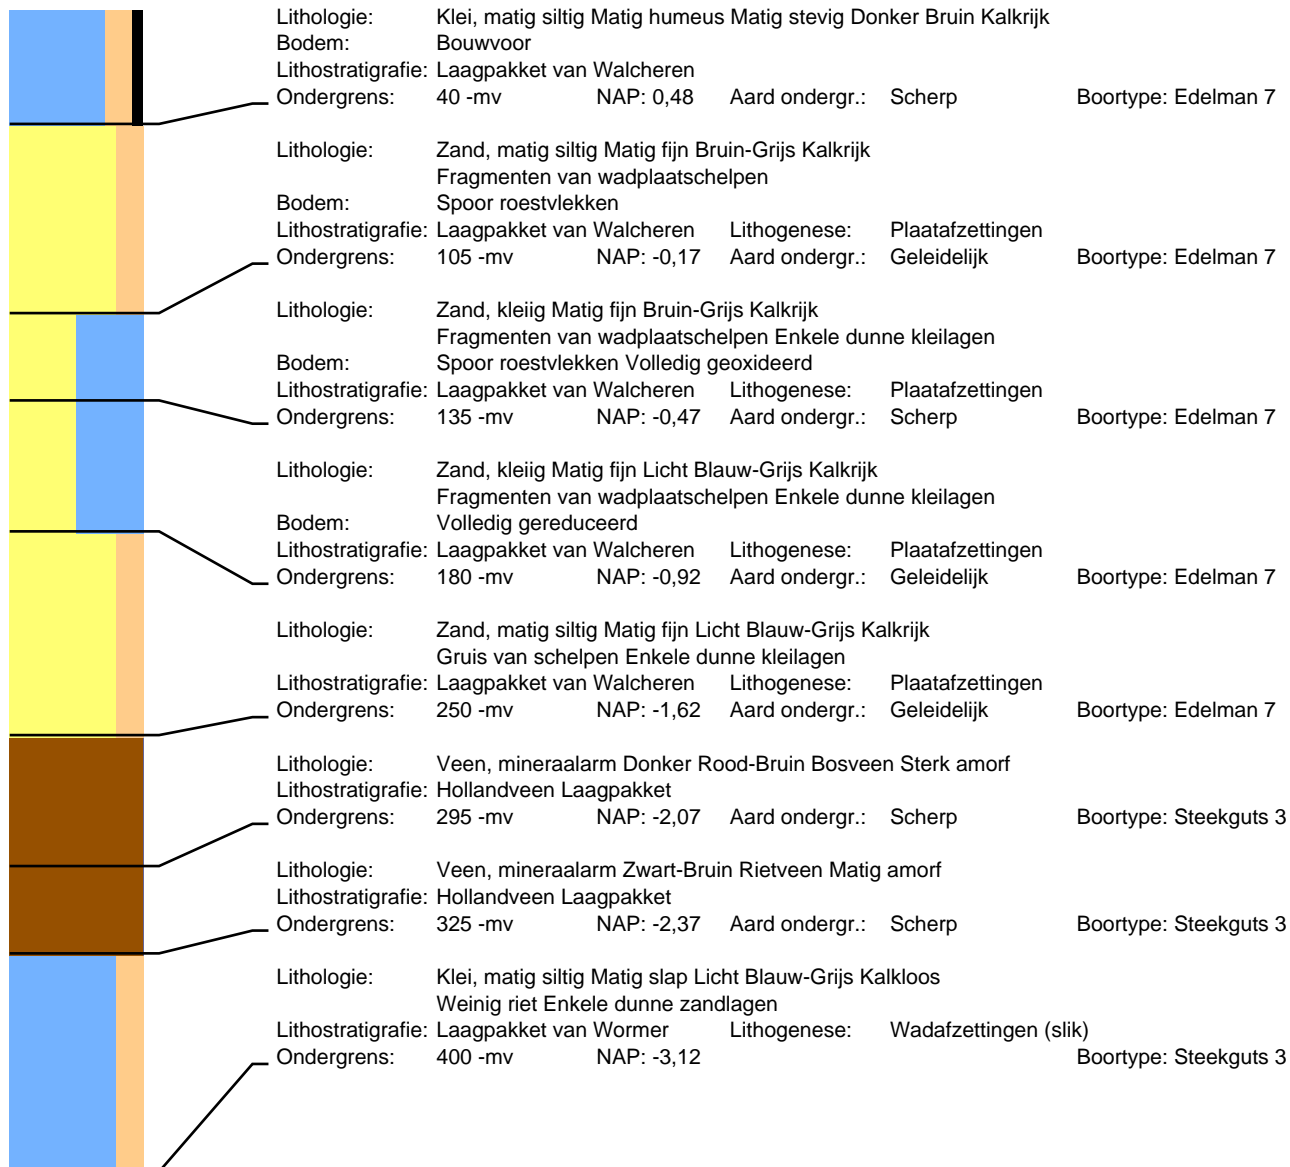 Lithologie: Klei, matig siltig Matig humeus Matig stevig Donker Bruin Kalkrijk
Bodem: Bouwvoor
Lithostratigrafie: Laagpakket van Walcheren
Ondergrens: 40 -mv NAP: 0,48 Aard ondergr.: Scherp Boortype: Edelman 7
Lithologie: Zand, matig siltig Matig fijn Bruin-Grijs Kalkrijk
Fragmenten van wadplaatschelpen
Bodem: Spoor roestvlekken
Lithostratigrafie: Laagpakket van Walcheren Lithogenese: Plaatafzettingen
Ondergrens: 105 -mv NAP: -0,17 Aard ondergr.: Geleidelijk Boortype: Edelman 7
Lithologie: Zand, kleiig Matig fijn Bruin-Grijs Kalkrijk
Fragmenten van wadplaatschelpen Enkele dunne kleilagen
Bodem: Spoor roestvlekken Volledig geoxideerd
Lithostratigrafie: Laagpakket van Walcheren Lithogenese: Plaatafzettingen
Ondergrens: 135 -mv NAP: -0,47 Aard ondergr.: Scherp Boortype: Edelman 7
Lithologie: Zand, kleiig Matig fijn Licht Blauw-Grijs Kalkrijk
Fragmenten van wadplaatschelpen Enkele dunne kleilagen
Bodem: Volledig gereduceerd
Lithostratigrafie: Laagpakket van Walcheren Lithogenese: Plaatafzettingen
Ondergrens: 180 -mv NAP: -0,92 Aard ondergr.: Geleidelijk Boortype: Edelman 7
Lithologie: Zand, matig siltig Matig fijn Licht Blauw-Grijs Kalkrijk
Gruis van schelpen Enkele dunne kleilagen
Lithostratigrafie: Laagpakket van Walcheren Lithogenese: Plaatafzettingen
Ondergrens: 250 -mv NAP: -1,62 Aard ondergr.: Geleidelijk Boortype: Edelman 7
Lithologie: Veen, mineraalarm Donker Rood-Bruin Bosveen Sterk amorf
Lithostratigrafie: Hollandveen Laagpakket
Ondergrens: 295 -mv NAP: -2,07 Aard ondergr.: Scherp Boortype: Steekguts 3
Lithologie: Veen, mineraalarm Zwart-Bruin Rietveen Matig amorf
Lithostratigrafie: Hollandveen Laagpakket
Ondergrens: 325 -mv NAP: -2,37 Aard ondergr.: Scherp Boortype: Steekguts 3
Lithologie: Klei, matig siltig Matig slap Licht Blauw-Grijs Kalkloos
Weinig riet Enkele dunne zandlagen
Lithostratigrafie: Laagpakket van Wormer Lithogenese: Wadafzettingen (slik)
Ondergrens: 400 -mv NAP: -3,12 Boortype: Steekguts 3